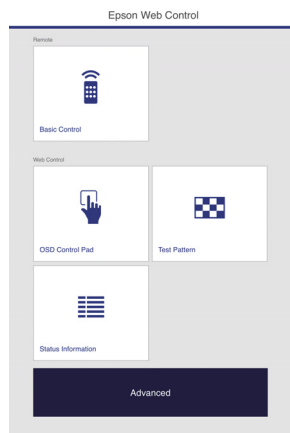 Epson Web Control
Remote
Basic Control
Web Control
OSD Control Pad
Test Pattern
Status Information
Advanced